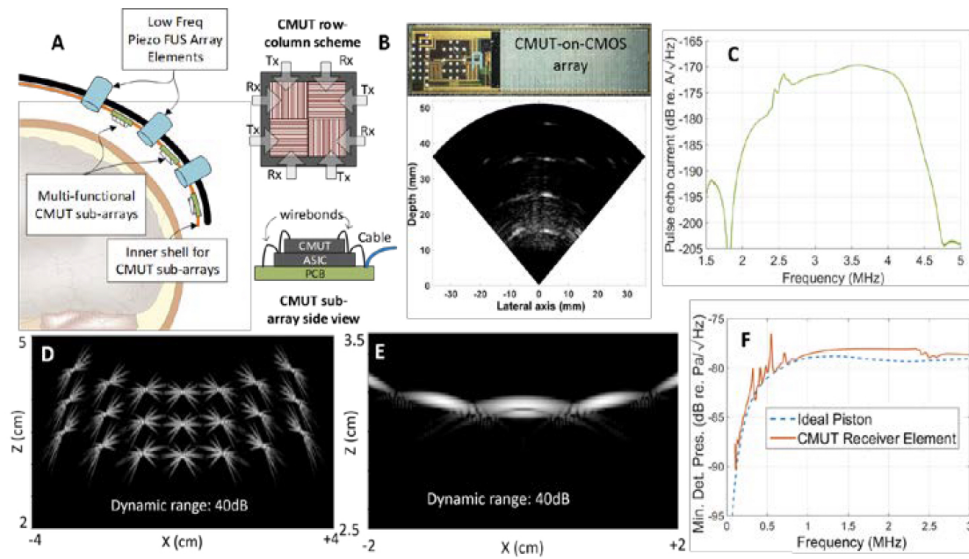 A
Low Freq
Piezo FUS Array
Elements
Multi-functional
CMUT sub-arrays
Inner shell for
CMUT sub-arrays
CMUT row-
column scheme
Tx
Rx
Rx
Tx
Tx
Rx
Rx
Tx
wirebonds
Cable
CMUT
ASIC
PCB
CMUT sub-
array side view
B
CMUT-on-CMOS
array
Depth (mm)
50
40
30
20
10
0
-30
-20
-10
0
10
20
30
Lateral axis (mm)
C
Pulse echo current (dB re. A/√Hz)
-165
-170
-175
-180
-185
-190
-195
-200
-205
1.5
2
2.5
3
3.5
4
4.5
5
Frequency (MHz)
D
5
Z (cm)
2
Dynamic range: 40dB
-4
X (cm)
+4
E
3.5
Z (cm)
2.5
Dynamic range: 40dB
-2
X (cm)
+2
F
Min. Det. Pres. (dB re. Pa/√Hz)
-75
-80
-85
-90
-95
Ideal Piston
CMUT Receiver Element
0
0.5
1
1.5
2
2.5
3
Frequency (MHz)